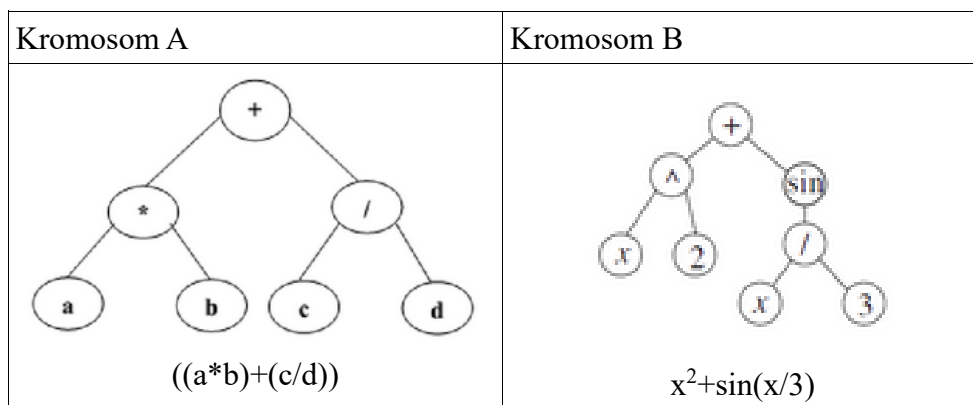 Kromosom A
Kromosom B
+
*
/
a
b
c
d
((a*b)+(c/d))
+
^
sin
x
2
/
x
3
x²+sin(x/3)